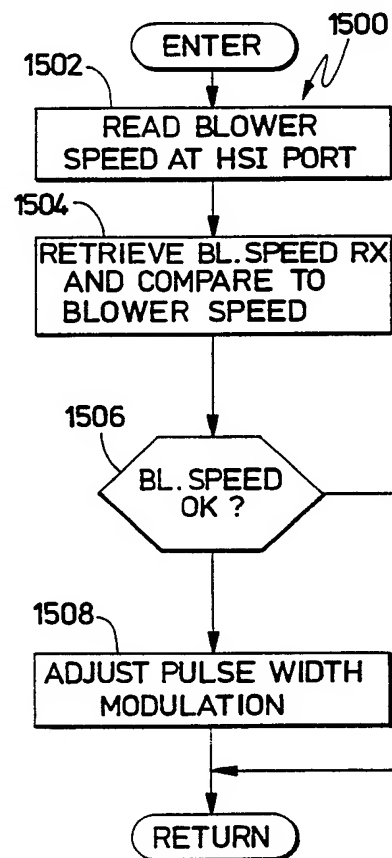 1500
ENTER
1502
READ BLOWER
SPEED AT HSI PORT
1504
RETRIEVE BL.SPEED RX
AND COMPARE TO
BLOWER SPEED
1506
BL.SPEED
OK ?
1508
ADJUST PULSE WIDTH
MODULATION
RETURN